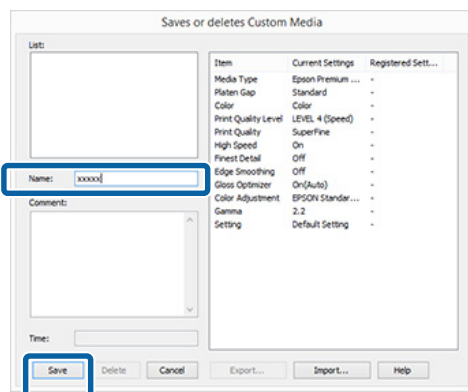 Saves or deletes Custom Media
List:
Item Current Settings Registered Sett...
Media Type Epson Premium ... -
Platen Gap Standard -
Color Color -
Print Quality Level LEVEL 4 (Speed) -
Print Quality SuperFine -
High Speed On -
Finest Detail Off -
Edge Smoothing Off -
Gloss Optimizer On(Auto) -
Color Adjustment EPSON Standar... -
Gamma 2.2 -
Setting Default Setting -
Name: xxxxx
Comment:
Time:
Save Delete Cancel Export... Import... Help